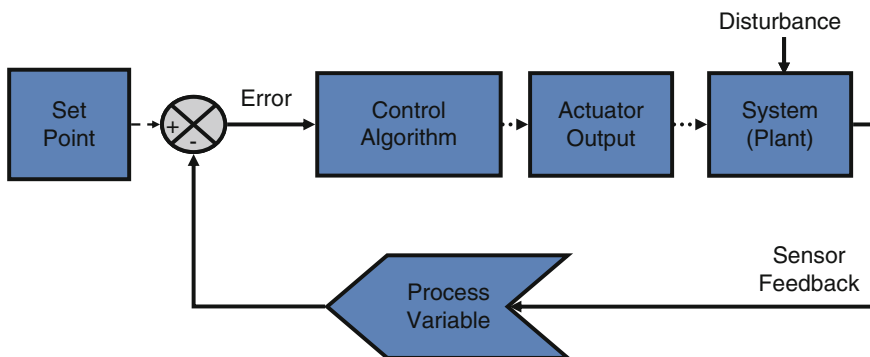 Disturbance
Set
Point
+
-
Error
Control
Algorithm
Actuator
Output
System
(Plant)
Sensor
Feedback
Process
Variable